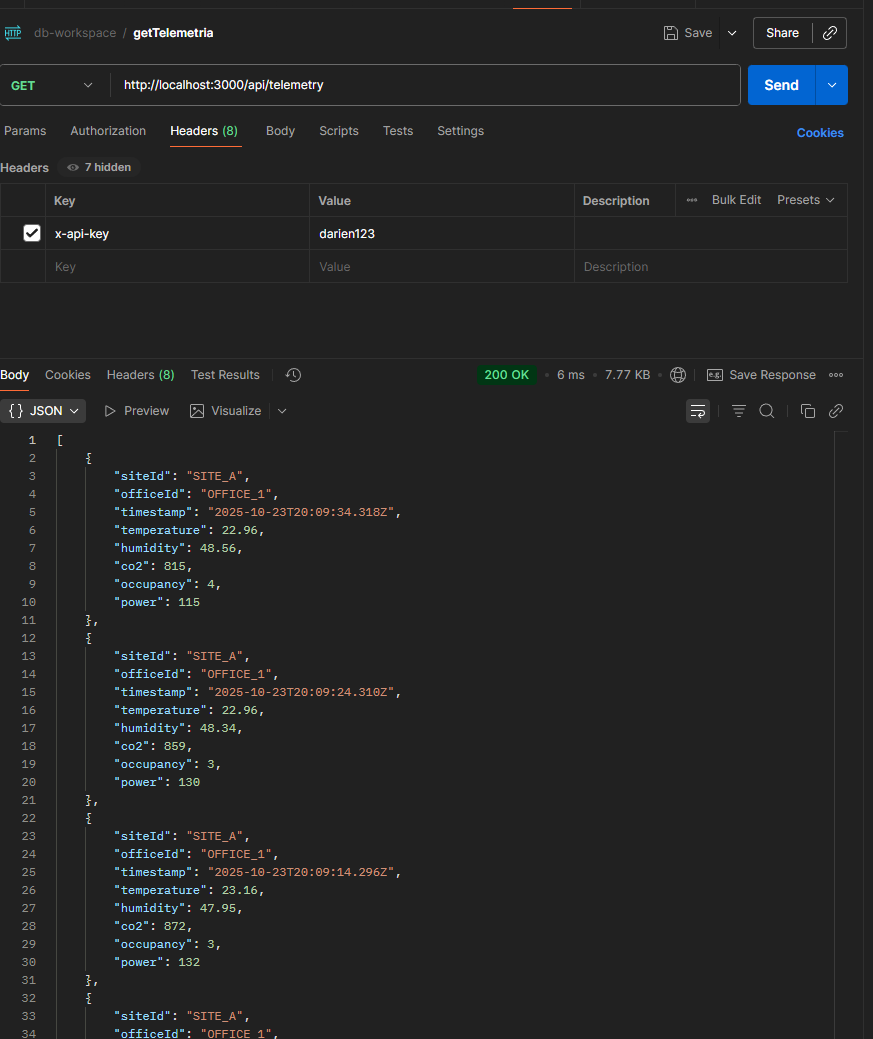 HTTP db-workspace / getTelemetria Save Share
GET http://localhost:3000/api/telemetry Send
Params Authorization Headers (8) Body Scripts Tests Settings Cookies
Headers 7 hidden
Key Value Description Bulk Edit Presets
x-api-key darien123
Key Value Description
Body Cookies Headers (8) Test Results 200 OK 6 ms 7.77 KB e.g. Save Response
{} JSON Preview Visualize
1 [
2 {
3 "siteId": "SITE_A",
4 "officeId": "OFFICE_1",
5 "timestamp": "2025-10-23T20:09:34.318Z",
6 "temperature": 22.96,
7 "humidity": 48.56,
8 "co2": 815,
9 "occupancy": 4,
10 "power": 115
11 },
12 {
13 "siteId": "SITE_A",
14 "officeId": "OFFICE_1",
15 "timestamp": "2025-10-23T20:09:24.310Z",
16 "temperature": 22.96,
17 "humidity": 48.34,
18 "co2": 859,
19 "occupancy": 3,
20 "power": 130
21 },
22 {
23 "siteId": "SITE_A",
24 "officeId": "OFFICE_1",
25 "timestamp": "2025-10-23T20:09:14.296Z",
26 "temperature": 23.16,
27 "humidity": 47.95,
28 "co2": 872,
29 "occupancy": 3,
30 "power": 132
31 },
32 {
33 "siteId": "SITE_A",
34 "officeId": "OFFICE_1",